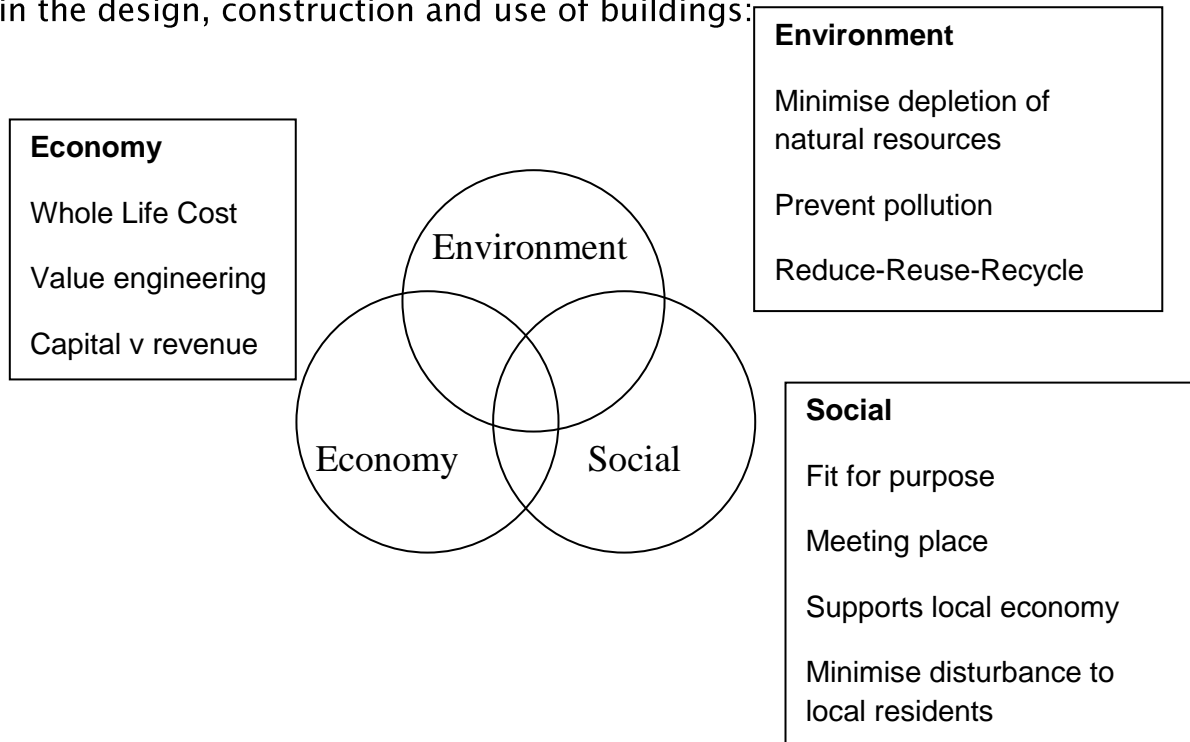 in the design, construction and use of buildings:
Environment
Minimise depletion of
natural resources
Prevent pollution
Reduce-Reuse-Recycle
Economy
Whole Life Cost
Value engineering
Capital v revenue
Environment
Economy
Social
Social
Fit for purpose
Meeting place
Supports local economy
Minimise disturbance to
local residents